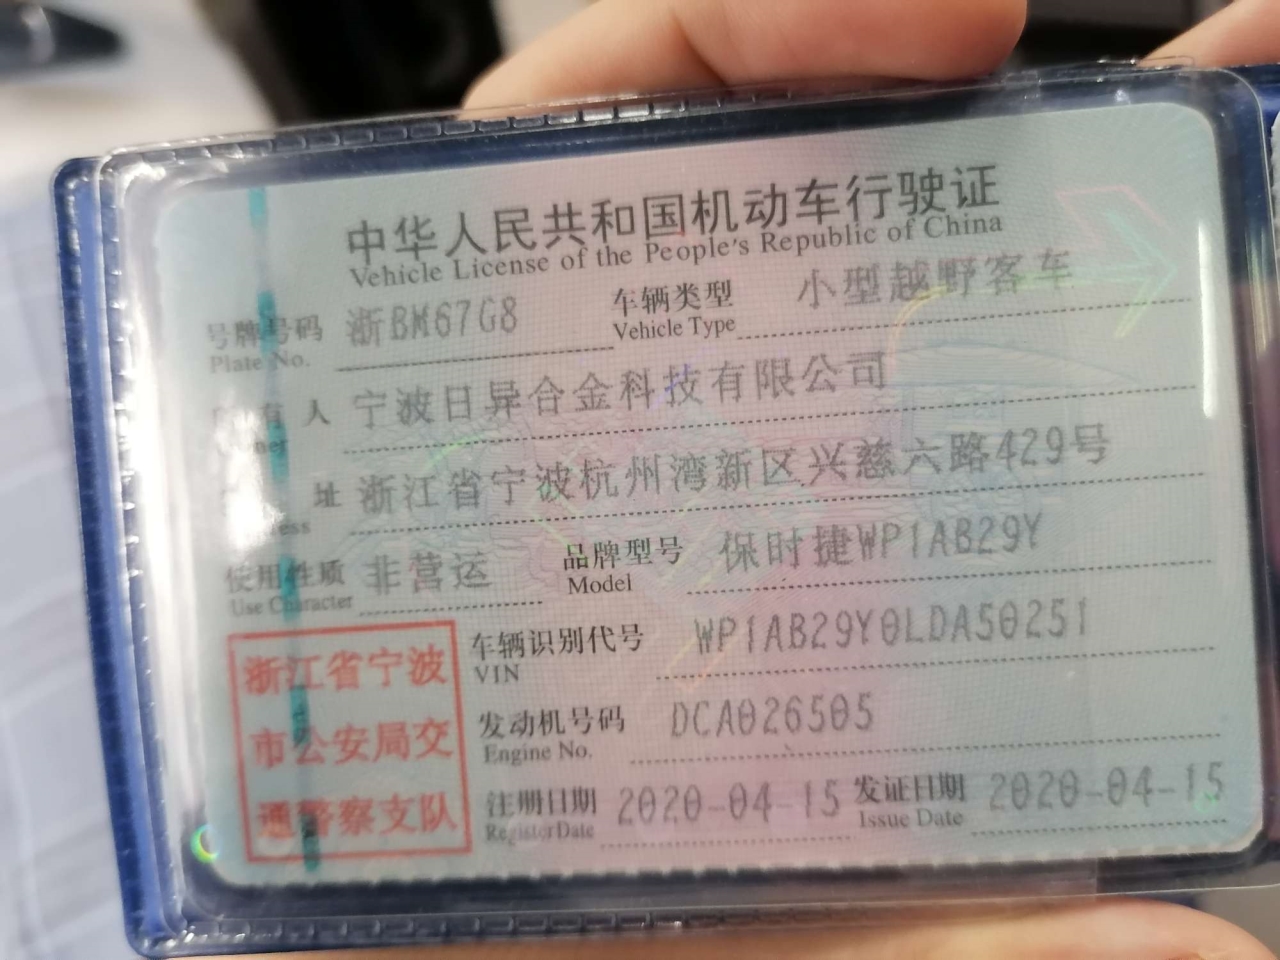 中华人民共和国机动车行驶证
Vehicle License of the People's Republic of China
号牌号码 浙BM67G8 车辆类型 小型越野客车
Plate No. Vehicle Type
有人 宁波日异合金科技有限公司
址 浙江省宁波杭州湾新区兴慈六路429号
使用性质 非营运 品牌型号 保时捷WP1AB29Y
Use Character Model
车辆识别代号 WP1AB29Y0LDA50251
VIN
发动机号码 DCA026505
Engine No.
注册日期 2020-04-15 发证日期 2020-04-15
Register Date Issue Date
浙江省宁波
市公安局交
通警察支队